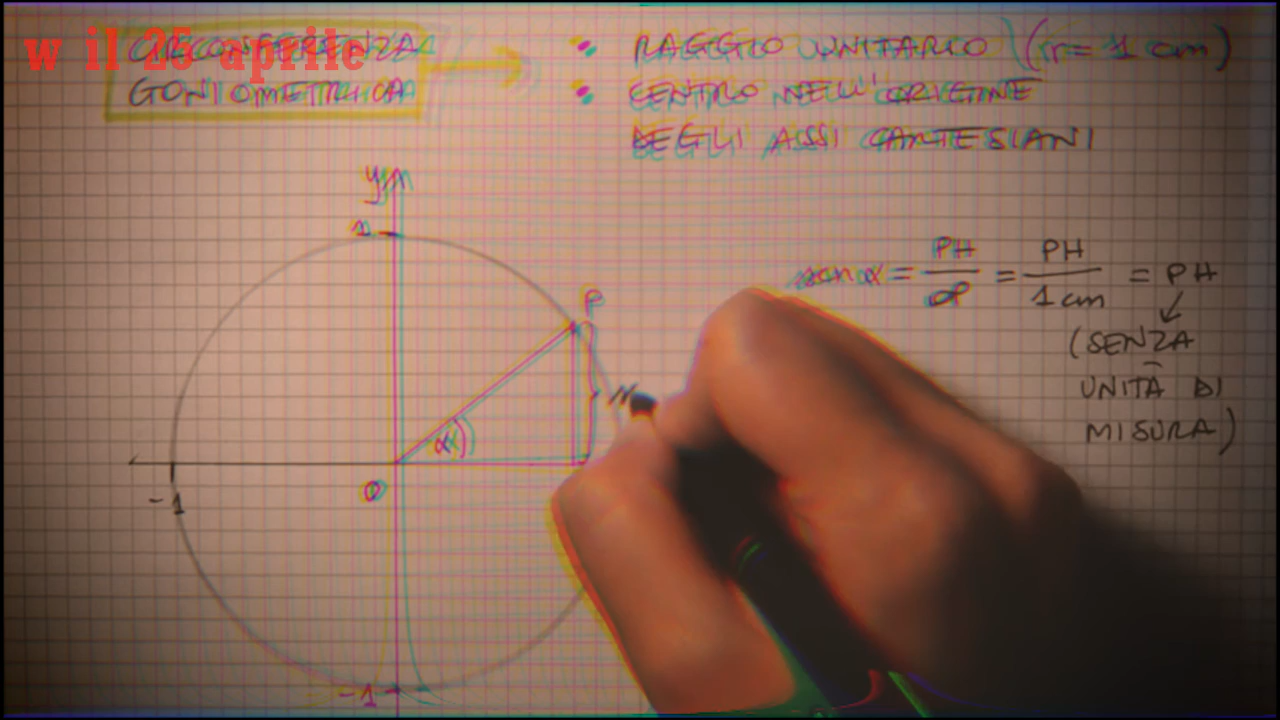 w il 25 aprile
CIRCONFERENZA
GONIOMETRICA
• RAGGIO UNITARIO (r = 1 cm)
• CENTRO NELL'ORIGINE
DEGLI ASSI CARTESIANI
y
1
P
senα = PH/OP = PH/1 cm = PH
(SENZA
UNITÀ DI
MISURA)
α
O
-1
-1